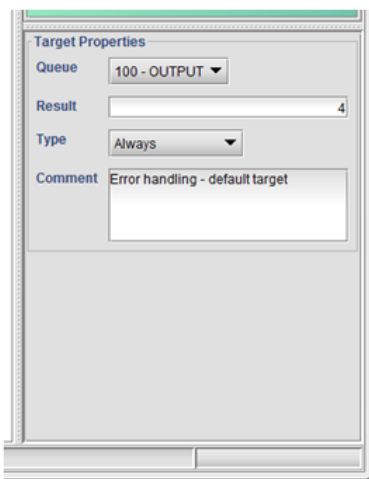 Target Properties
Queue 100 - OUTPUT
Result 4
Type Always
Comment Error handling - default target